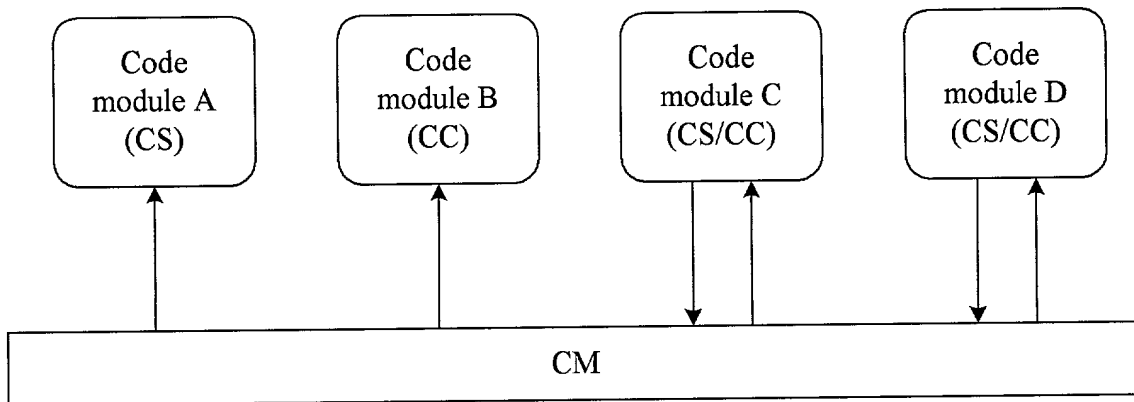 Code
module A
(CS)
Code
module B
(CC)
Code
module C
(CS/CC)
Code
module D
(CS/CC)
CM